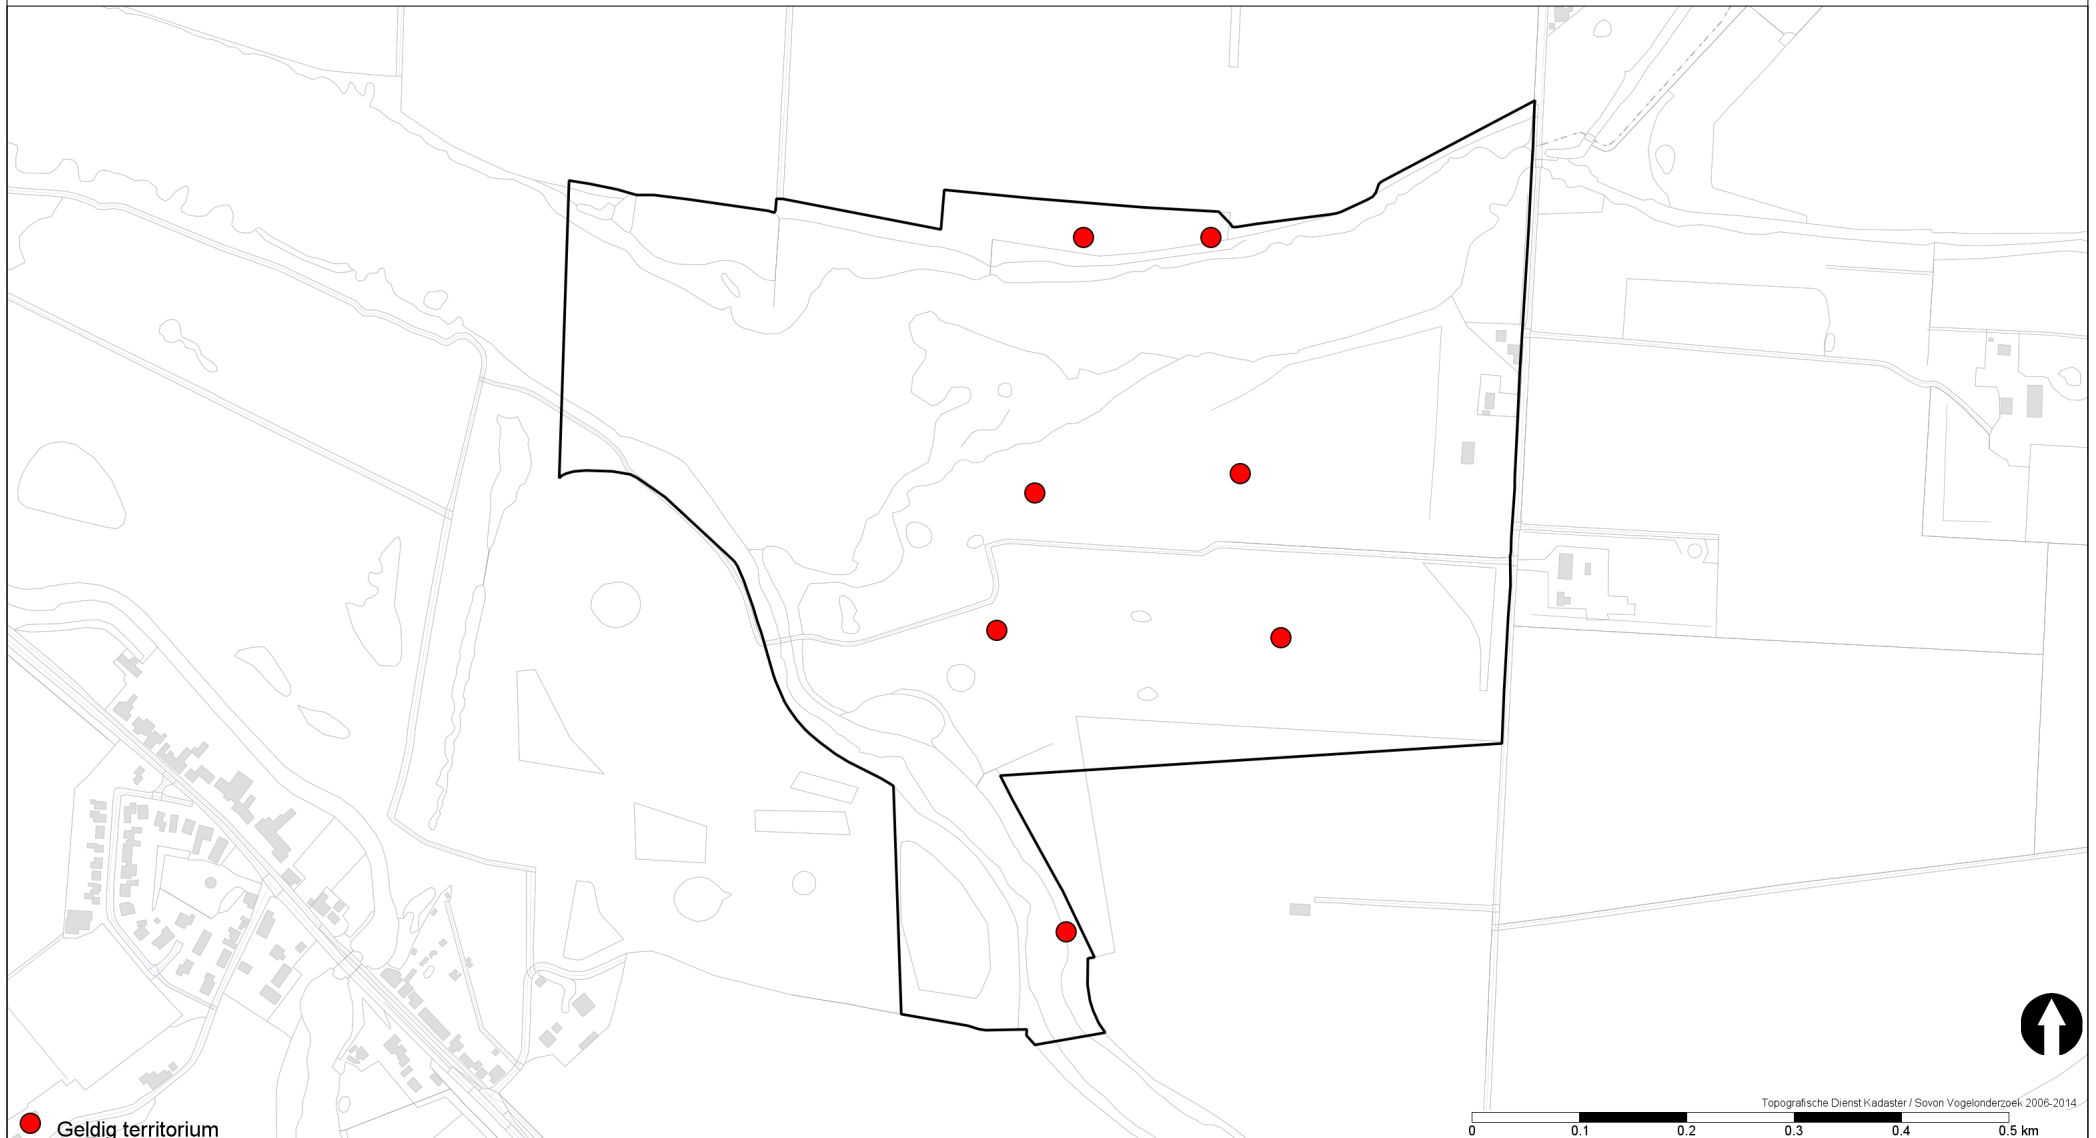 Topografische Dienst Kadaster / Sovon Vogelonderzoek 2006-2014
0 0.1 0.2 0.3 0.4 0.5 km
Geldig territorium